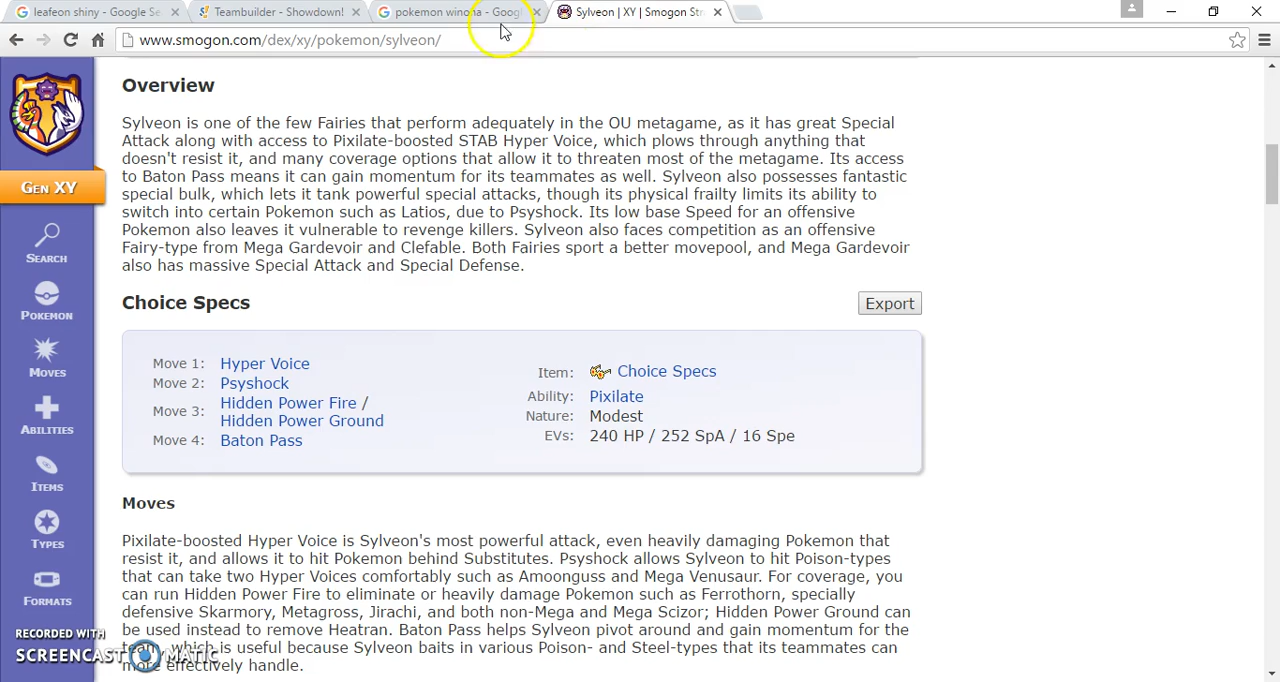 leafeon shiny - Google Se
Teambuilder - Showdown!
pokemon winona - Googl
Sylveon | XY | Smogon Str
www.smogon.com/dex/xy/pokemon/sylveon/
Overview
Sylveon is one of the few Fairies that perform adequately in the OU metagame, as it has great Special
Attack along with access to Pixilate-boosted STAB Hyper Voice, which plows through anything that
doesn't resist it, and many coverage options that allow it to threaten most of the metagame. Its access
to Baton Pass means it can gain momentum for its teammates as well. Sylveon also possesses fantastic
special bulk, which lets it tank powerful special attacks, though its physical frailty limits its ability to
switch into certain Pokemon such as Latios, due to Psyshock. Its low base Speed for an offensive
Pokemon also leaves it vulnerable to revenge killers. Sylveon also faces competition as an offensive
Fairy-type from Mega Gardevoir and Clefable. Both Fairies sport a better movepool, and Mega Gardevoir
also has massive Special Attack and Special Defense.
GEN XY
SEARCH
POKEMON
MOVES
ABILITIES
ITEMS
TYPES
FORMATS
Choice Specs
Export
Move 1: Hyper Voice
Move 2: Psyshock
Move 3: Hidden Power Fire /
Hidden Power Ground
Move 4: Baton Pass
Item: Choice Specs
Ability: Pixilate
Nature: Modest
EVs: 240 HP / 252 SpA / 16 Spe
Moves
Pixilate-boosted Hyper Voice is Sylveon's most powerful attack, even heavily damaging Pokemon that
resist it, and allows it to hit Pokemon behind Substitutes. Psyshock allows Sylveon to hit Poison-types
that can take two Hyper Voices comfortably such as Amoonguss and Mega Venusaur. For coverage, you
can run Hidden Power Fire to eliminate or heavily damage Pokemon such as Ferrothorn, specially
defensive Skarmory, Metagross, Jirachi, and both non-Mega and Mega Scizor; Hidden Power Ground can
be used instead to remove Heatran. Baton Pass helps Sylveon pivot around and gain momentum for the
team, which is useful because Sylveon baits in various Poison- and Steel-types that its teammates can
more effectively handle.
RECORDED WITH
SCREENCAST MATIC